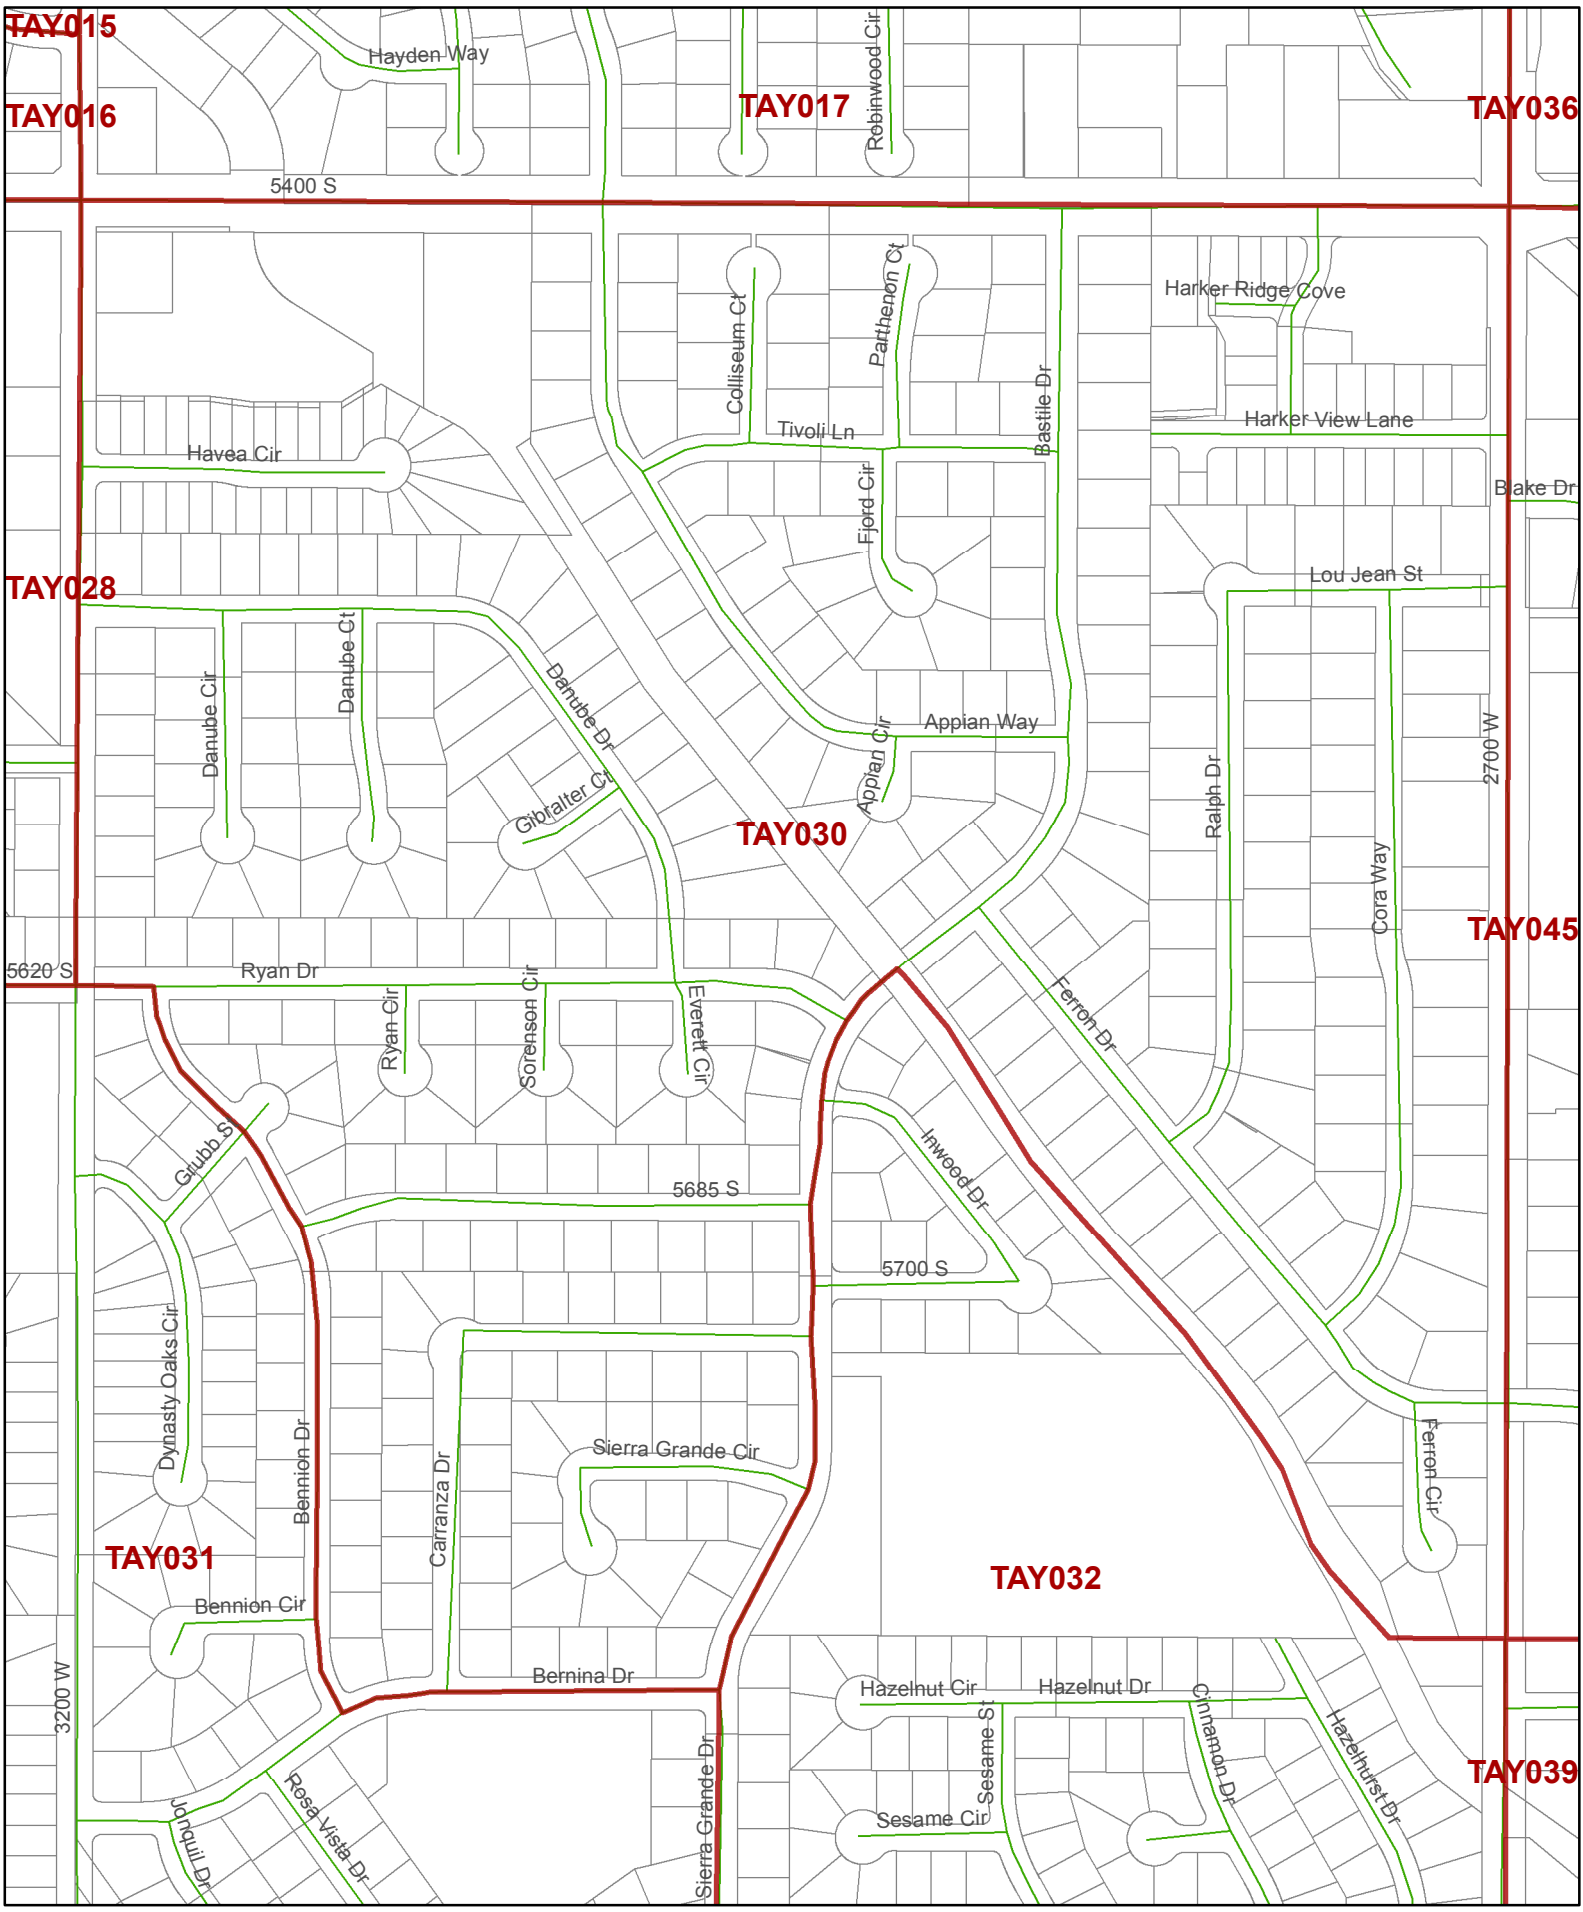 TAY015
Hayden Way
Robinwood Cir
TAY017
TAY036
TAY016
5400 S
Colliseum Ct
Parthenon Ct
Harker Ridge Cove
Bastile Dr
Tivoli Ln
Harker View Lane
Havea Cir
Fjord Cir
Blake Dr
TAY028
Lou Jean St
Danube Cir
Danube Ct
Danube Dr
Appian Way
Appian Cir
2700 W
Ralph Dr
Gibralter Ct
TAY030
Cora Way
TAY045
5620 S
Ryan Dr
Ryan Cir
Sorenson Cir
Everett Cir
Ferron Dr
Grubb S
Inwood Dr
5685 S
5700 S
Dynasty Oaks Cir
Bennion Dr
Carranza Dr
Sierra Grande Cir
Ferron Cir
TAY031
TAY032
Bennion Cir
3200 W
Bernina Dr
Hazelnut Cir
Hazelnut Dr
Sesame St
Cinnamon Dr
Hazelhurst Dr
TAY039
Sierra Grande Dr
Rosa Vista Dr
Jonquil Dr
Sesame Cir